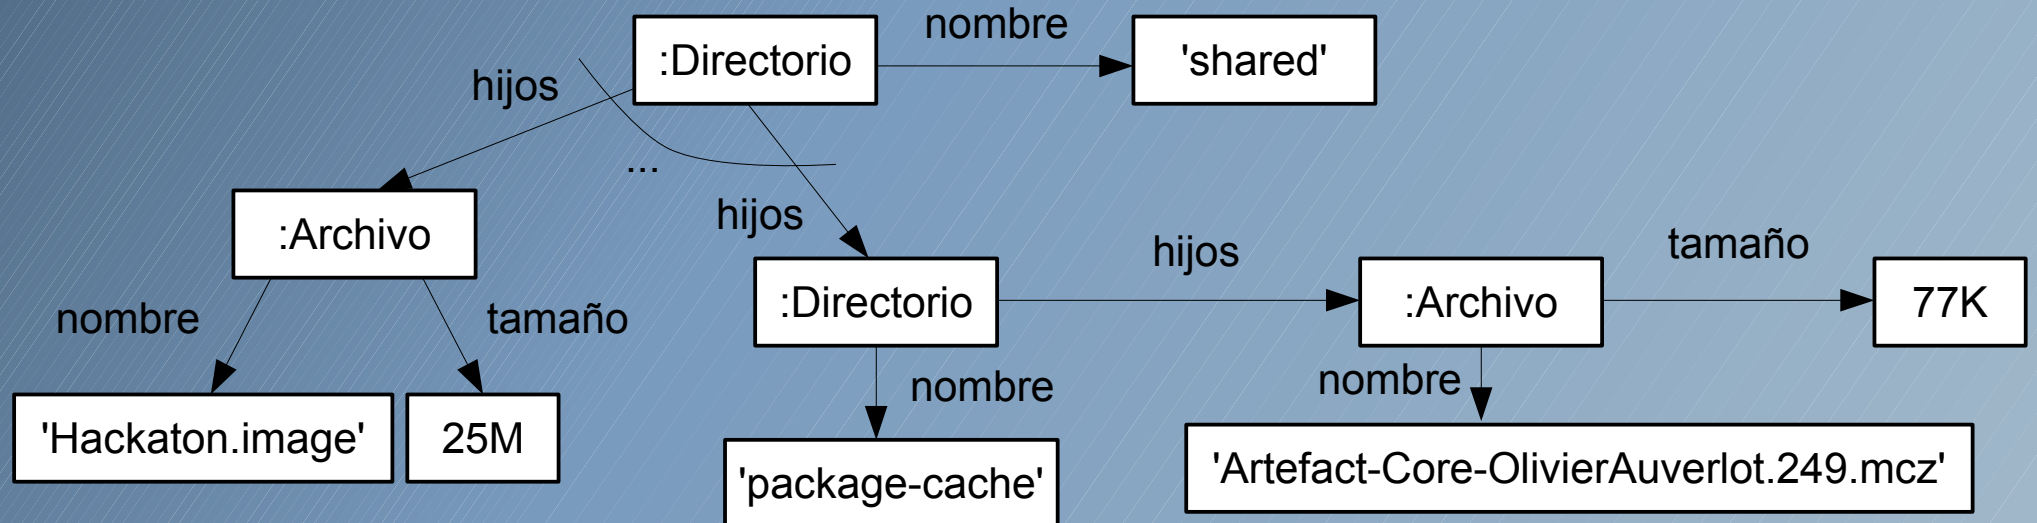 nombre
:Directorio
'shared'
hijos
...
:Archivo
hijos
hijos
tamaño
:Directorio
:Archivo
77K
nombre
tamaño
nombre
nombre
'Hackaton.image'
25M
'package-cache'
'Artefact-Core-OlivierAuverlot.249.mcz'